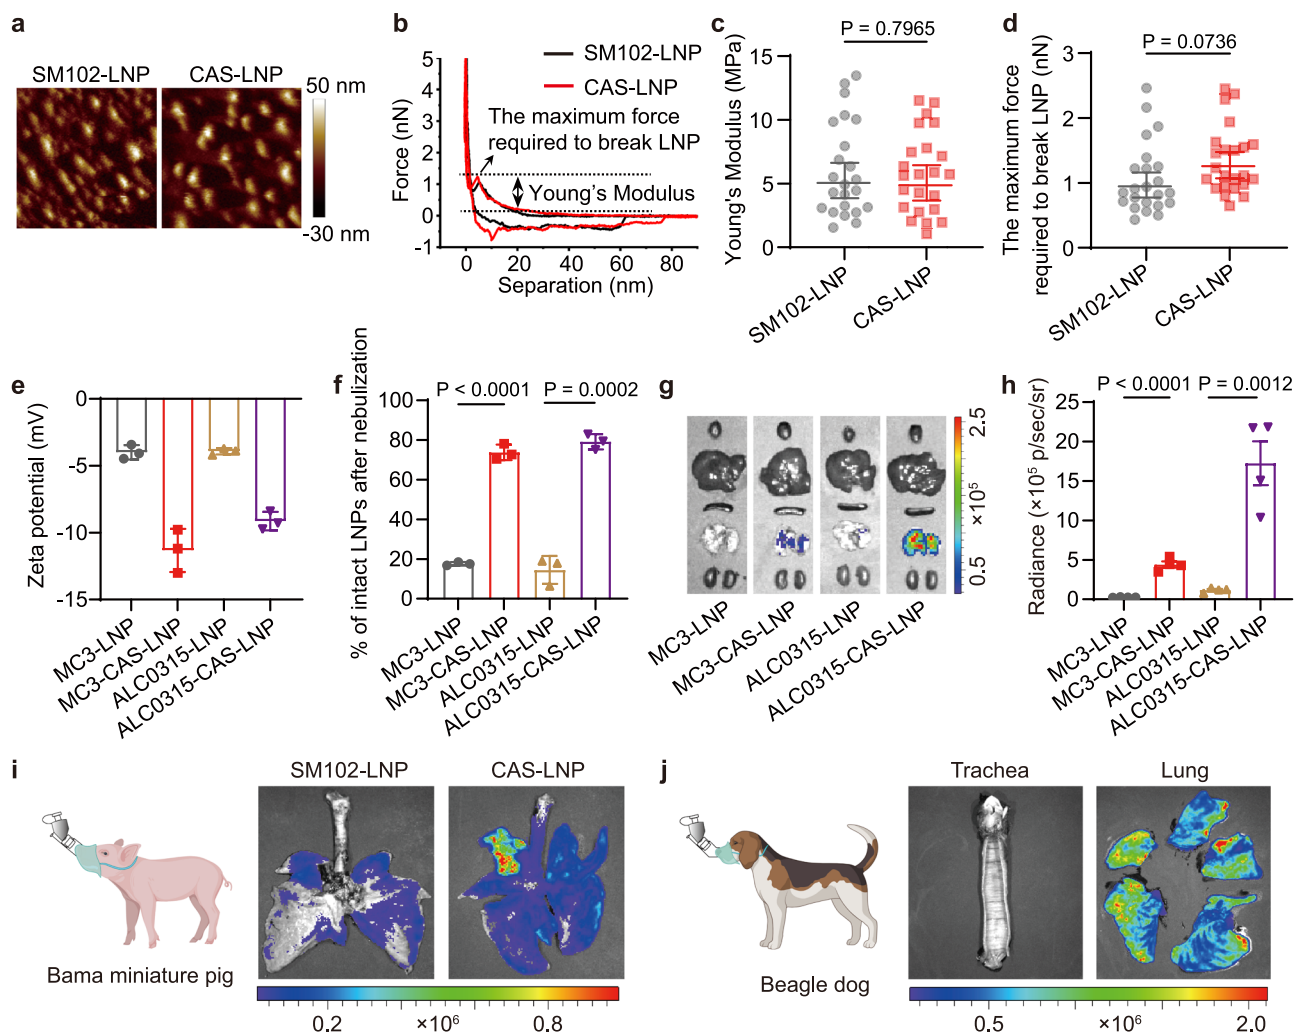 a
SM102-LNP
CAS-LNP
50 nm
-30 nm
b
SM102-LNP
CAS-LNP
The maximum force
required to break LNP
Young's Modulus
Force (nN)
5
4
3
2
1
0
-1
0
20
40
60
80
Separation (nm)
c
P = 0.7965
Young's Modulus (MPa)
15
10
5
0
SM102-LNP
CAS-LNP
d
P = 0.0736
The maximum force
required to break LNP (nN)
3
2
1
0
SM102-LNP
CAS-LNP
e
Zeta potential (mV)
0
-5
-10
-15
MC3-LNP
MC3-CAS-LNP
ALC0315-LNP
ALC0315-CAS-LNP
f
P < 0.0001
P = 0.0002
% of intact LNPs after nebulization
100
80
60
40
20
0
MC3-LNP
MC3-CAS-LNP
ALC0315-LNP
ALC0315-CAS-LNP
g
2.5
×10⁵
0.5
MC3-LNP
MC3-CAS-LNP
ALC0315-LNP
ALC0315-CAS-LNP
h
P < 0.0001
P = 0.0012
Radiance (×10⁵ p/sec/sr)
25
20
15
10
5
0
MC3-LNP
MC3-CAS-LNP
ALC0315-LNP
ALC0315-CAS-LNP
i
SM102-LNP
CAS-LNP
Bama miniature pig
0.2
×10⁶
0.8
j
Trachea
Lung
Beagle dog
0.5
×10⁶
2.0